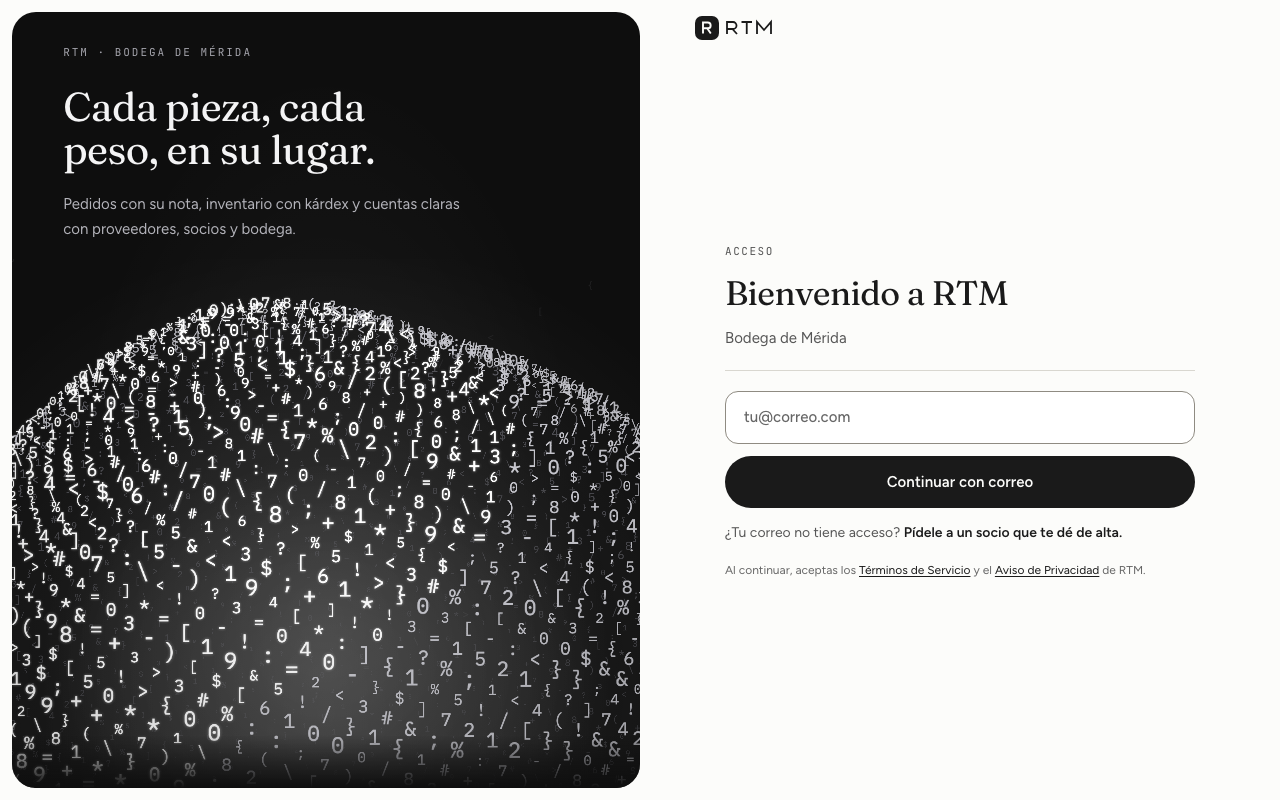 RTM · BODEGA DE MÉRIDA
Cada pieza, cada
peso, en su lugar.
Pedidos con su nota, inventario con kárdex y cuentas claras
con proveedores, socios y bodega.
R RTM
ACCESO
Bienvenido a RTM
Bodega de Mérida
tu@correo.com
Continuar con correo
¿Tu correo no tiene acceso? Pídele a un socio que te dé de alta.
Al continuar, aceptas los Términos de Servicio y el Aviso de Privacidad de RTM.